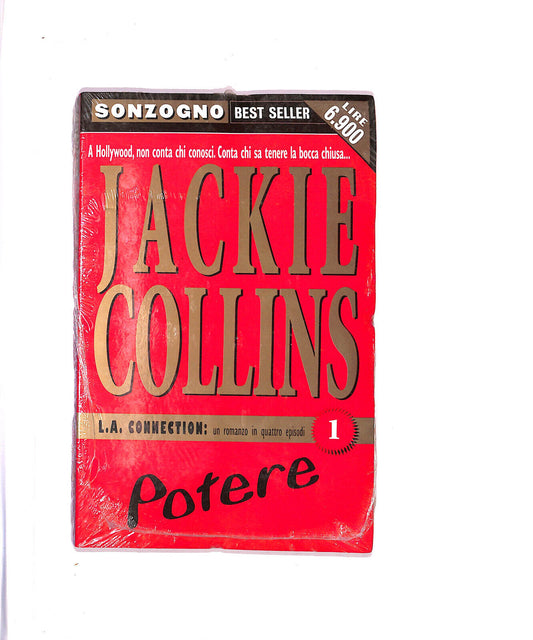 SONZOGNO BEST SELLER
LIRE
6.900
A Hollywood, non conta chi conosci. Conta chi sa tenere la bocca chiusa...
JACKIE
COLLINS
L.A. CONNECTION: un romanzo in quattro episodi 1
Potere